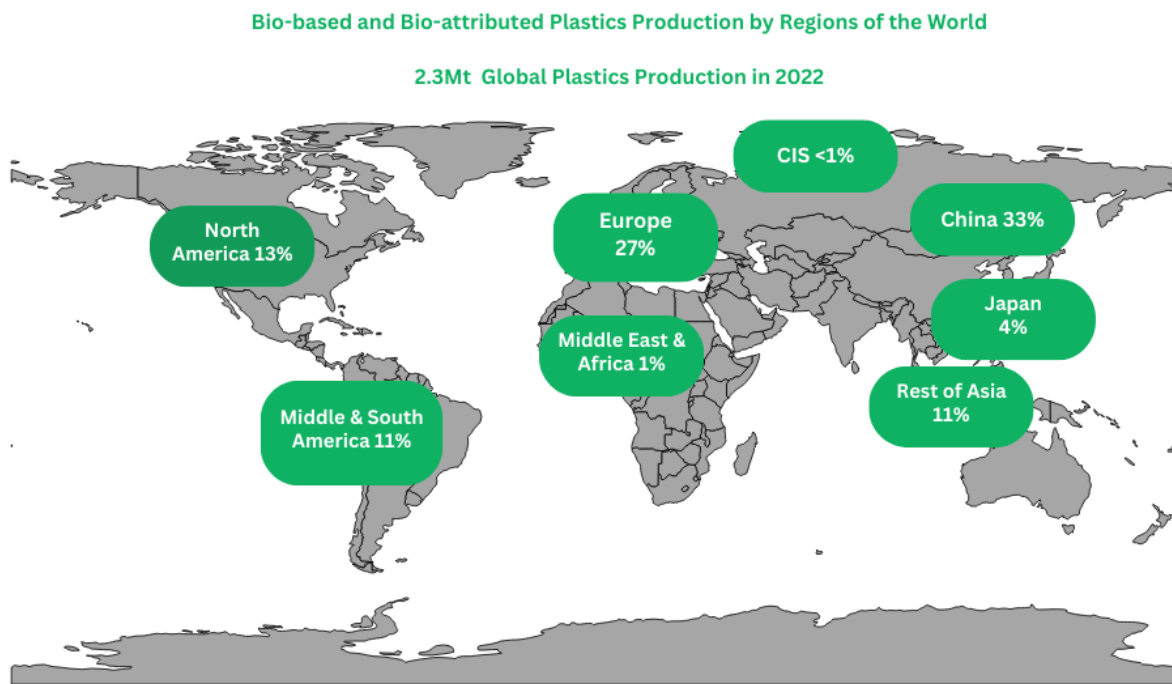 Bio-based and Bio-attributed Plastics Production by Regions of the World
2.3Mt  Global Plastics Production in 2022
CIS <1%
North
America 13%
Europe
27%
China 33%
Japan
4%
Middle East &
Africa 1%
Rest of Asia
11%
Middle & South
America 11%